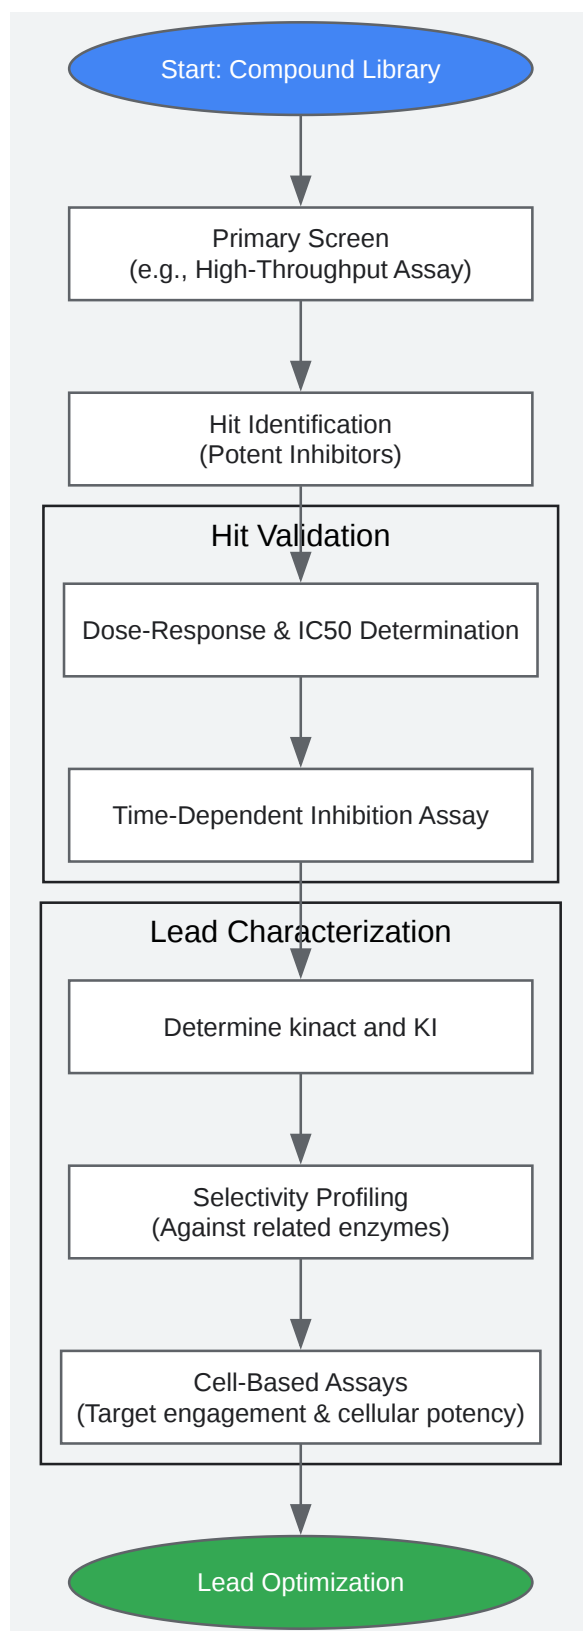 Start: Compound Library
Primary Screen
(e.g., High-Throughput Assay)
Hit Identification
(Potent Inhibitors)
Hit Validation
Dose-Response & IC50 Determination
Time-Dependent Inhibition Assay
Lead Characterization
Determine kinact and KI
Selectivity Profiling
(Against related enzymes)
Cell-Based Assays
(Target engagement & cellular potency)
Lead Optimization